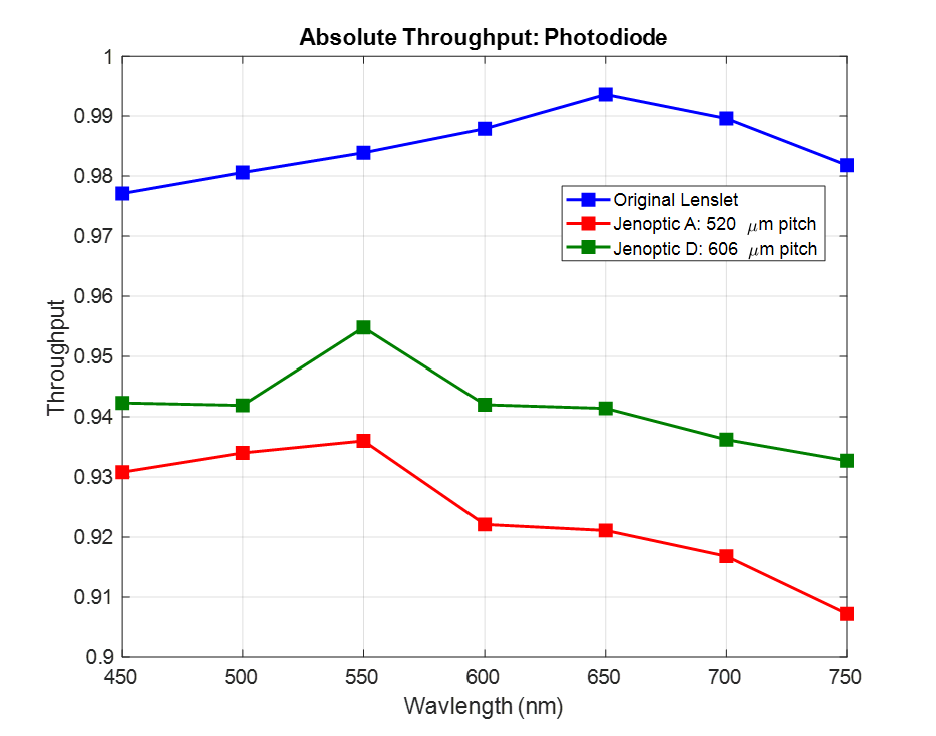 Absolute Throughput: Photodiode
1
0.99
0.98
0.97
0.96
0.95
0.94
0.93
0.92
0.91
0.9
Throughput
Original Lenslet
Jenoptic A: 520 μm pitch
Jenoptic D: 606 μm pitch
450 500 550 600 650 700 750
Wavlength (nm)